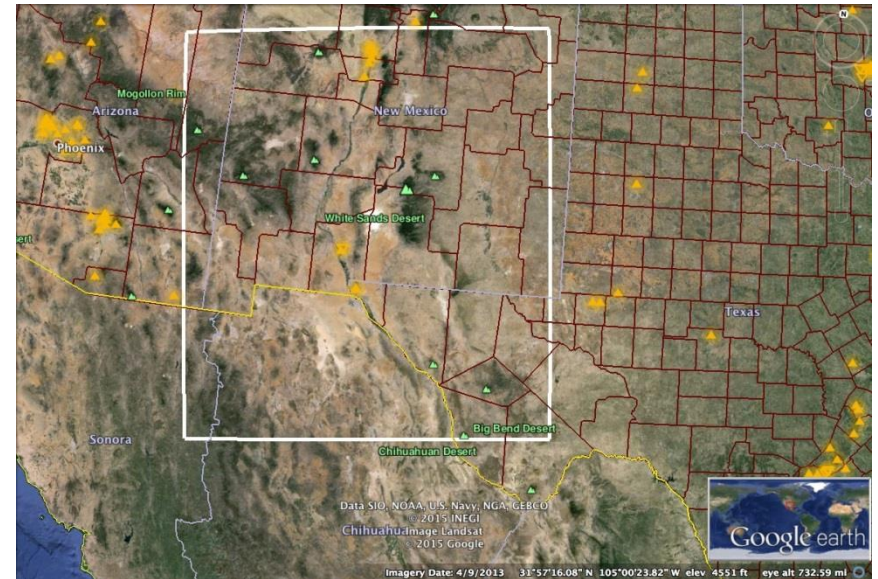 N
Mogollon Rim
Arizona
New Mexico
O
Phoenix
White Sands Desert
sert
Texas
Big Bend Desert
Sonora
Chihuahuan Desert
Data SIO, NOAA, U.S. Navy, NGA, GEBCO
© 2015 INEGI
Chihuahua
Image Landsat
© 2015 Google
Google earth
Imagery Date: 4/9/2013 31°57'16.08" N 105°00'23.82" W elev 4551 ft eye alt 732.59 mi